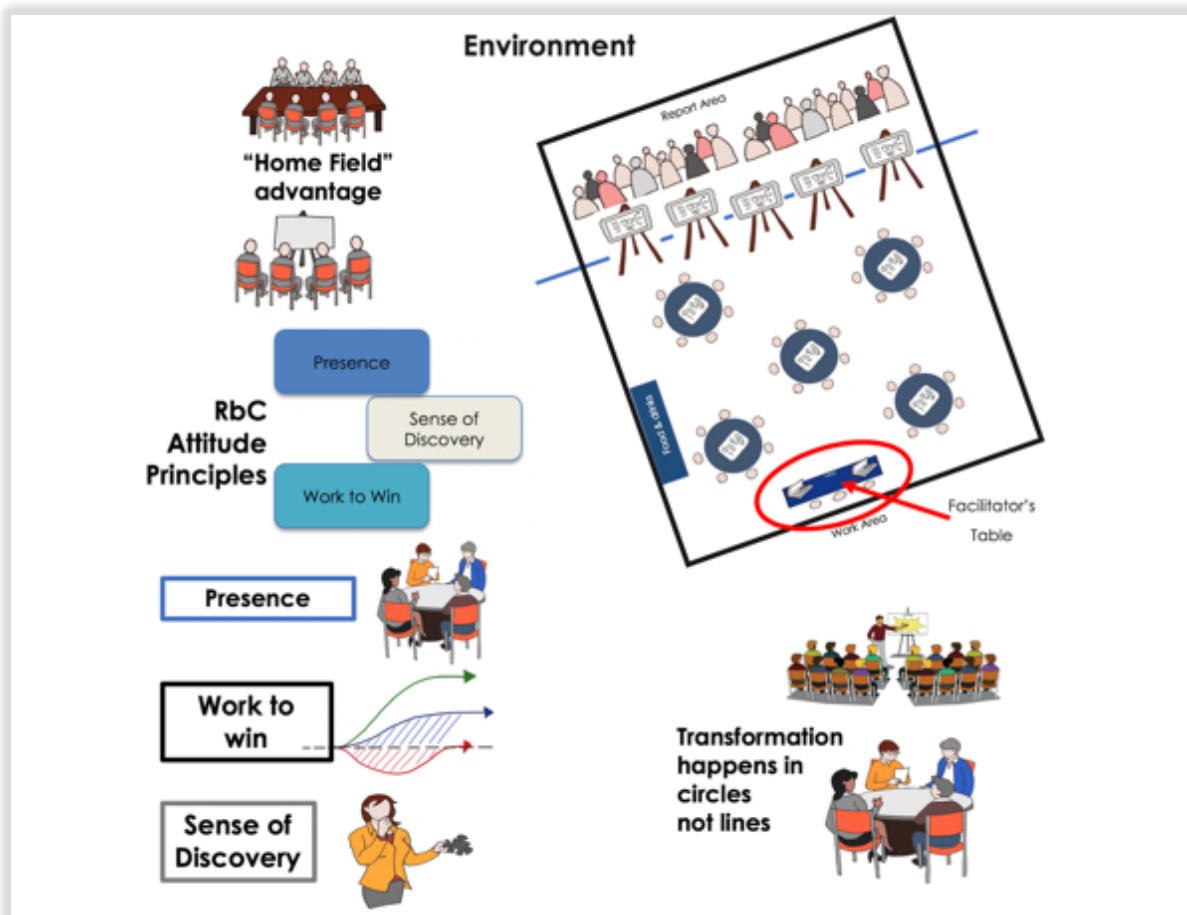 Environment
"Home Field"
advantage
Report Area
Presence
Sense of
Discovery
Work to Win
RbC
Attitude
Principles
Food & drinks
Work Area
Facilitator's
Table
Presence
Work to
win
Sense of
Discovery
Transformation
happens in
circles
not lines